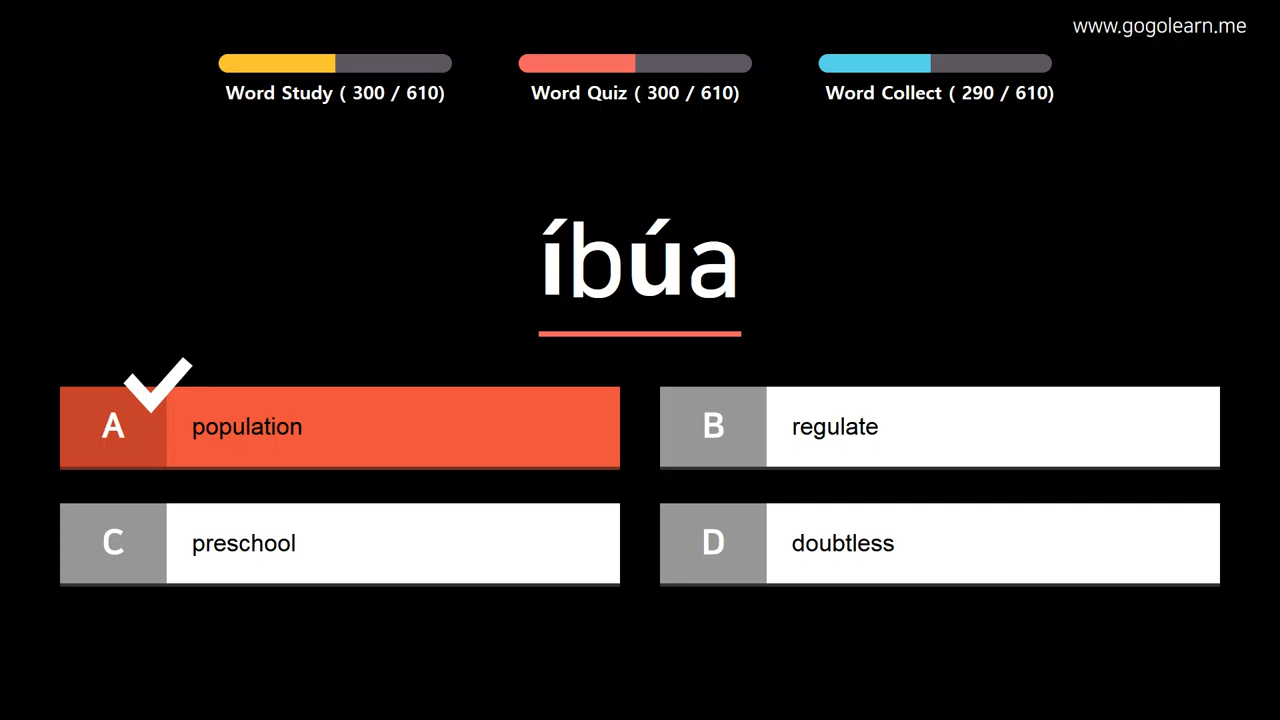 www.gogolearn.me
Word Study ( 300 / 610)
Word Quiz ( 300 / 610)
Word Collect ( 290 / 610)
íbúa
A population
B regulate
C preschool
D doubtless